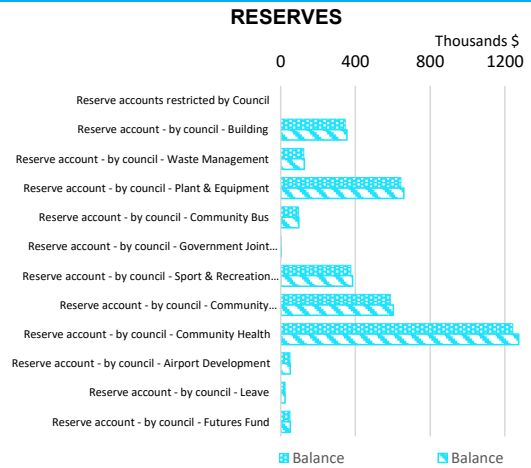 RESERVES
Thousands $
0 400 800 1200
Reserve accounts restricted by Council
Reserve account - by council - Building
Reserve account - by council - Waste Management
Reserve account - by council - Plant & Equipment
Reserve account - by council - Community Bus
Reserve account - by council - Government Joint…
Reserve account - by council - Sport & Recreation…
Reserve account - by council - Community…
Reserve account - by council - Community Health
Reserve account - by council - Airport Development
Reserve account - by council - Leave
Reserve account - by council - Futures Fund
Balance Balance